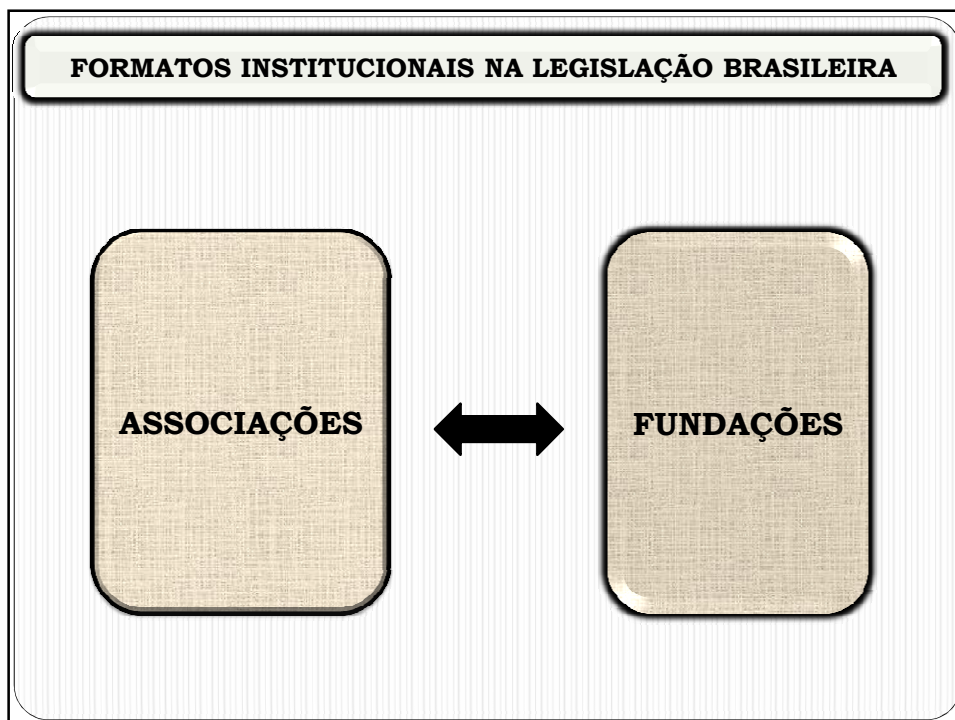 FORMATOS INSTITUCIONAIS NA LEGISLAÇÃO BRASILEIRA
ASSOCIAÇÕES
FUNDAÇÕES